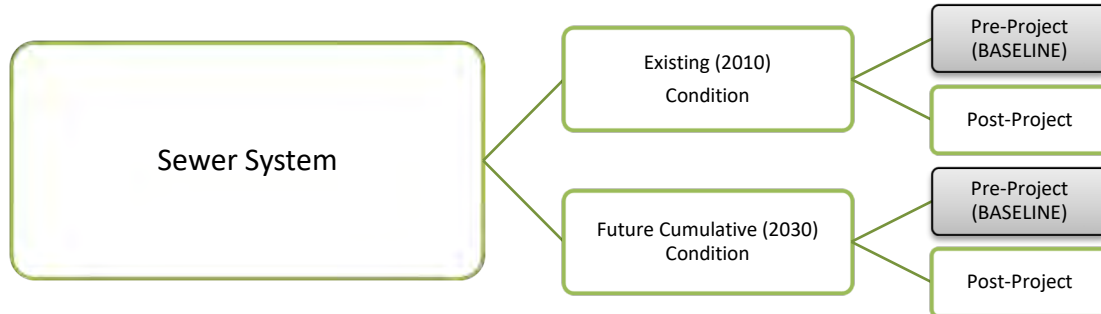 Sewer System
Existing (2010)
Condition
Pre-Project
(BASELINE)
Post-Project
Future Cumulative (2030)
Condition
Pre-Project
(BASELINE)
Post-Project